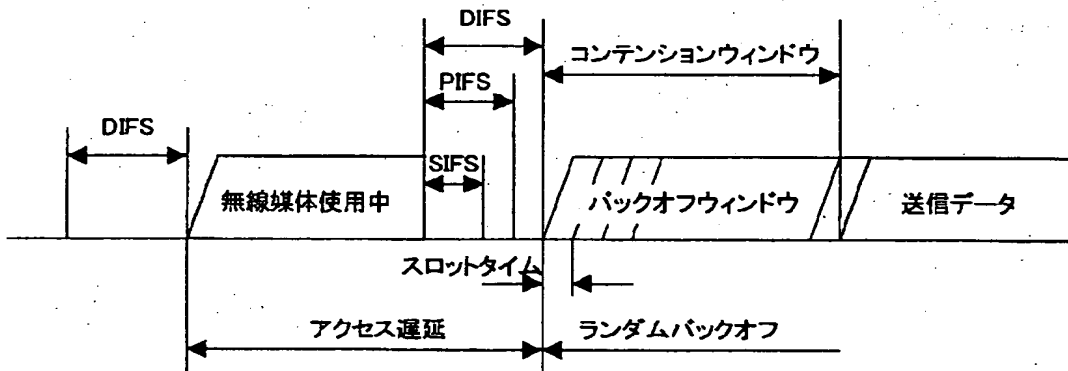 DIFS
コンテンションウィンドウ
PIFS
DIFS
SIFS
無線媒体使用中
バックオフウィンドウ
送信データ
スロットタイム
アクセス遅延
ランダムバックオフ